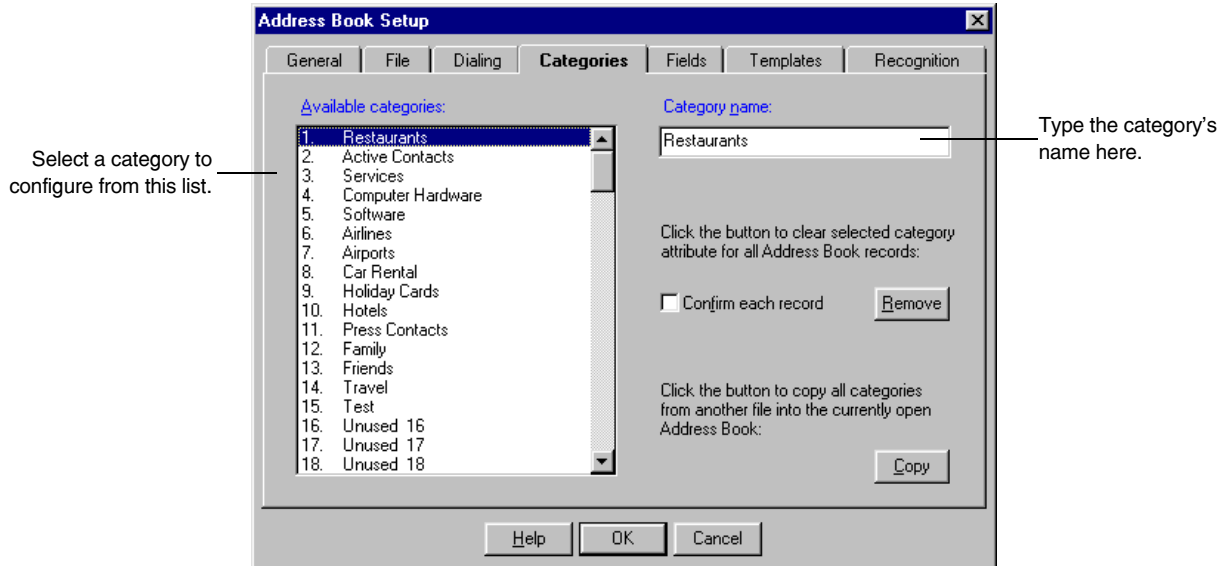 Address Book Setup
General File Dialing Categories Fields Templates Recognition
Select a category to
configure from this list.
Available categories:
1. Restaurants
2. Active Contacts
3. Services
4. Computer Hardware
5. Software
6. Airlines
7. Airports
8. Car Rental
9. Holiday Cards
10. Hotels
11. Press Contacts
12. Family
13. Friends
14. Travel
15. Test
16. Unused 16
17. Unused 17
18. Unused 18
Category name:
Restaurants
Type the category’s
name here.
Click the button to clear selected category
attribute for all Address Book records:
Confirm each record
Remove
Click the button to copy all categories
from another file into the currently open
Address Book:
Copy
Help OK Cancel